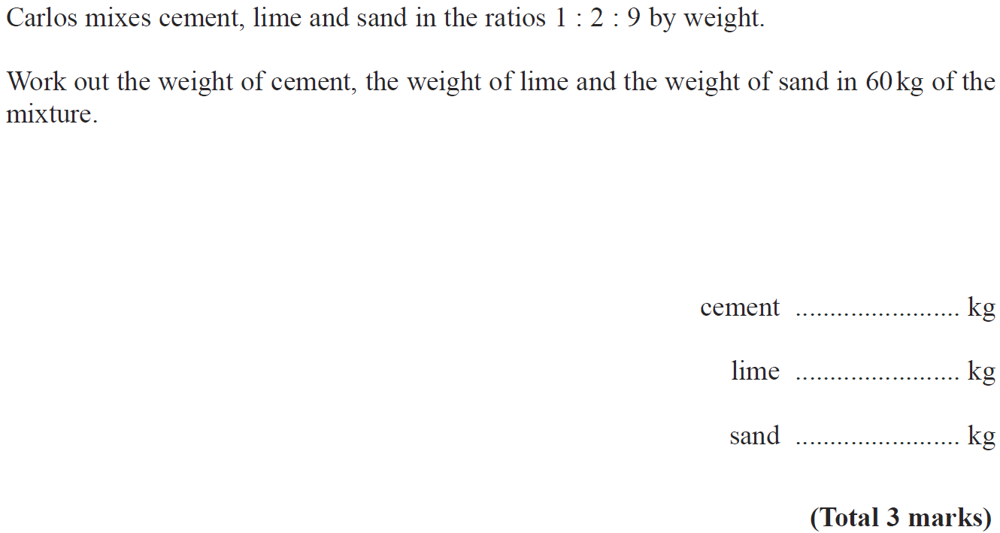 Carlos mixes cement, lime and sand in the ratios 1 : 2 : 9 by weight.
Work out the weight of cement, the weight of lime and the weight of sand in 60 kg of the
mixture.
cement ........................ kg
lime ........................ kg
sand ........................ kg
(Total 3 marks)